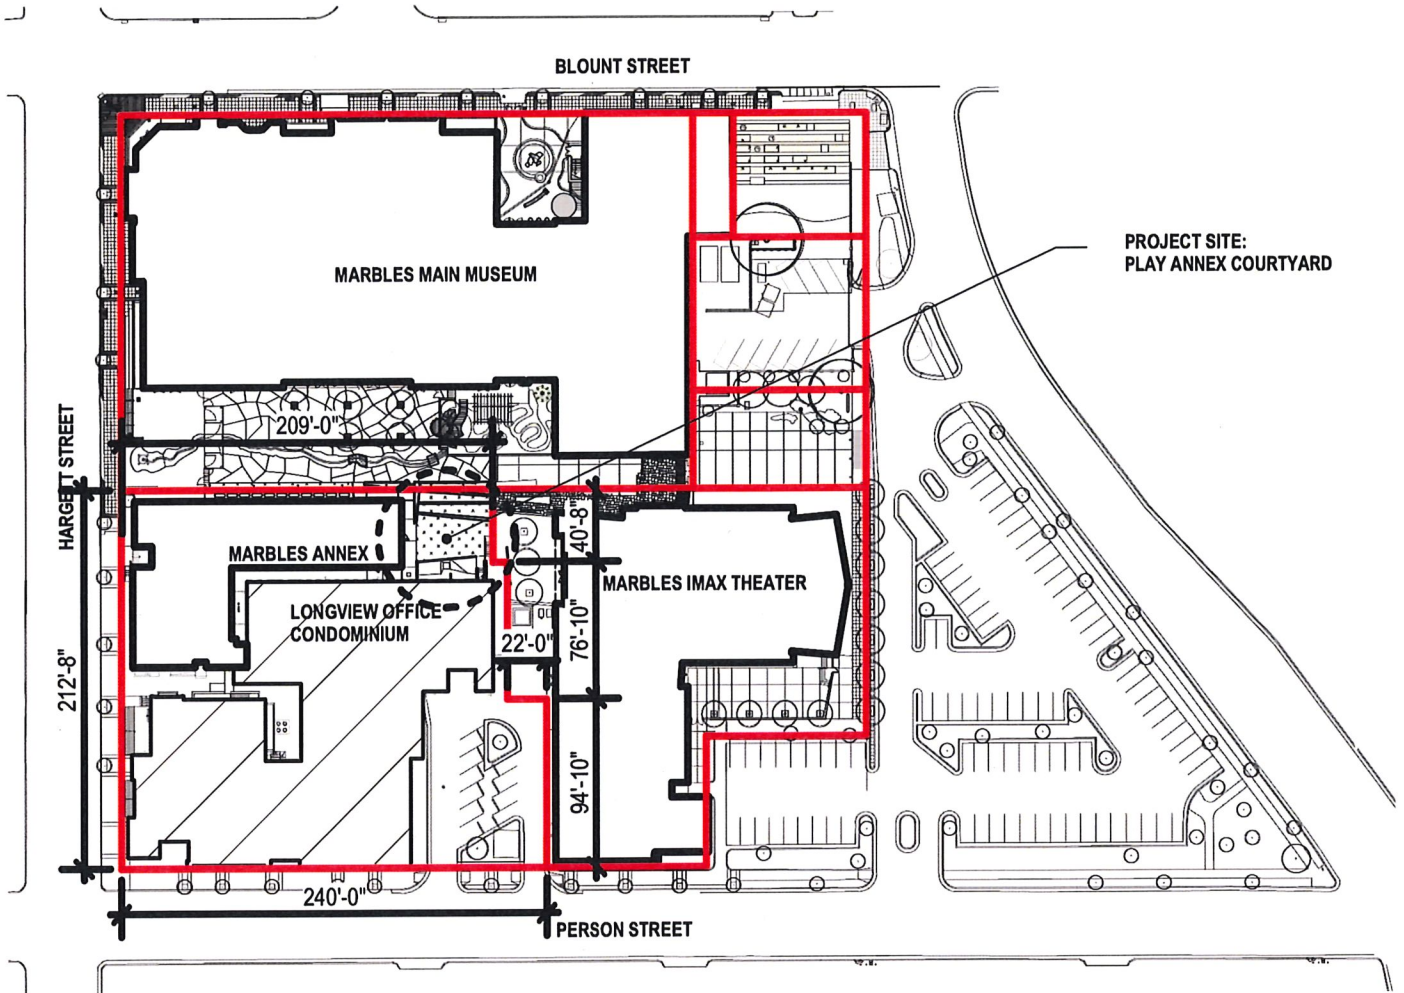 BLOUNT STREET
PROJECT SITE:
PLAY ANNEX COURTYARD
MARBLES MAIN MUSEUM
209'-0"
HARGETT STREET
40'-8"
MARBLES ANNEX
MARBLES IMAX THEATER
LONGVIEW OFFICE
CONDOMINIUM
22'-0"
76'-10"
212'-8"
94'-10"
240'-0"
PERSON STREET